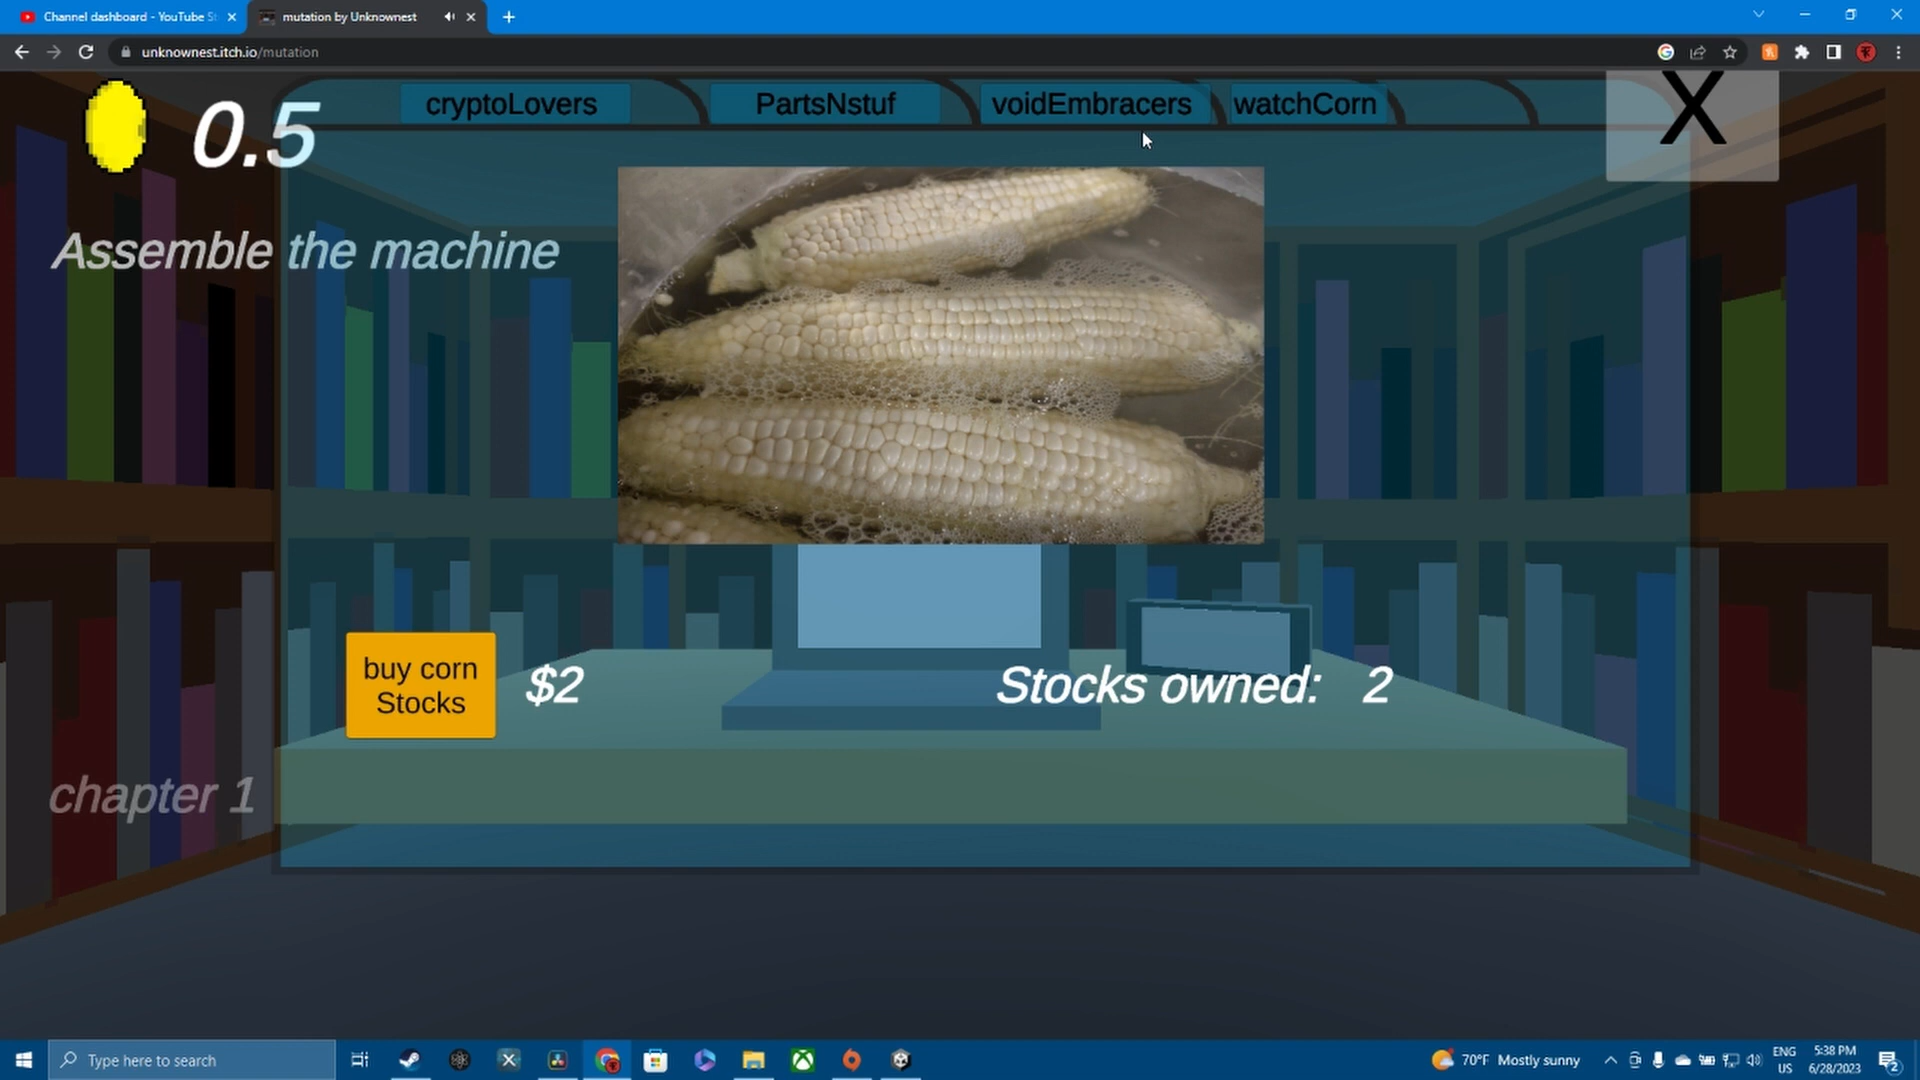 Channel dashboard - YouTube St
mutation by Unknownest
unknownest.itch.io/mutation
0.5
cryptoLovers
PartsNstuf
voidEmbracers
watchCorn
X
Assemble the machine
buy corn
Stocks
$2
Stocks owned: 2
chapter 1
Type here to search
70°F Mostly sunny
ENG
US
5:38 PM
6/28/2023
2